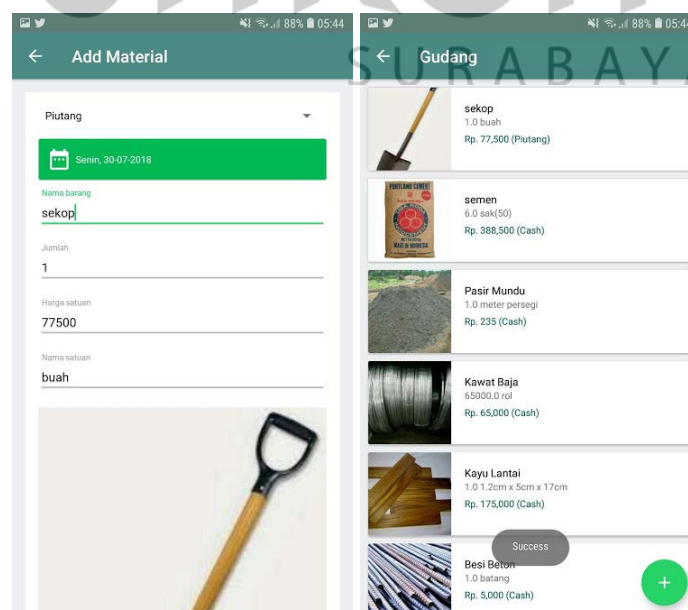 88% 05:44
Add Material
Piutang
Senin, 30-07-2018
Nama barang
sekop
Jumlah
1
Harga satuan
77500
Nama satuan
buah
88% 05:44
Gudang
SURABAYA
sekop
1.0 buah
Rp. 77,500 (Piutang)
PORTLAND CEMENT
semen
6.0 sak(50)
Rp. 388,500 (Cash)
Pasir Mundu
1.0 meter persegi
Rp. 235 (Cash)
Kawat Baja
65000.0 rol
Rp. 65,000 (Cash)
Kayu Lantai
1.0 1.2cm x 5cm x 17cm
Rp. 175,000 (Cash)
Success
Besi Beton
1.0 batang
Rp. 5,000 (Cash)